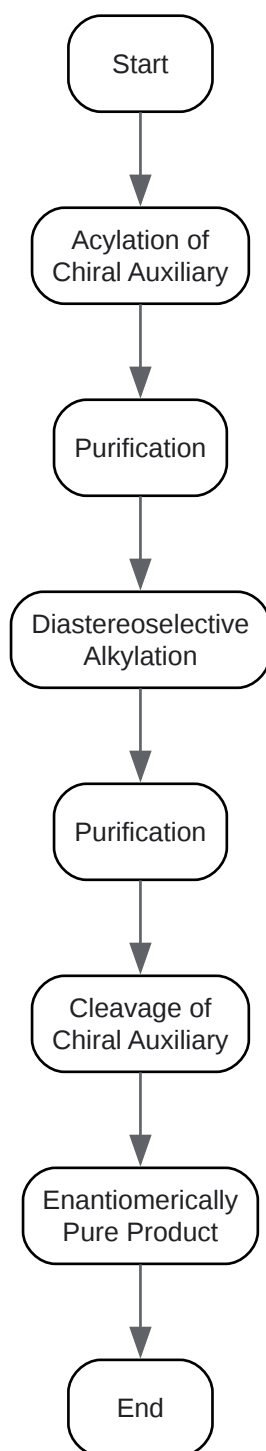 Start
Acylation of
Chiral Auxiliary
Purification
Diastereoselective
Alkylation
Purification
Cleavage of
Chiral Auxiliary
Enantiomerically
Pure Product
End